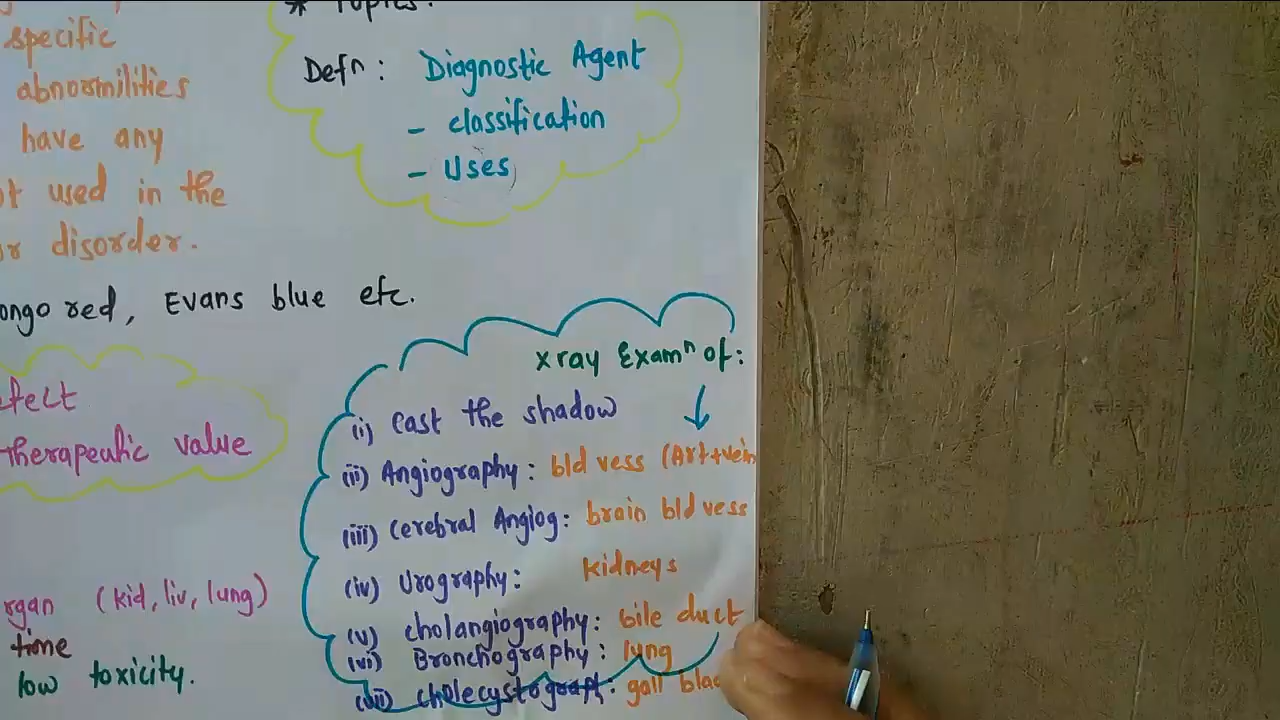 * Topics:
specific
Defn: Diagnostic Agent
abnormilities
- classification
have any
- Uses
used in the
disorder.
ongo red, Evans blue etc.
xray Examn of:
efect
(i) cast the shadow
therapeutic value
(ii) Angiography: bld vess (Art+vein
(iii) cerebral Angiog: brain bld vess
(iv) Urography: kidneys
rgan (kid, liv, lung)
(v) cholangiography: bile duct
time
(vi) Bronchography: lung
low toxicity.
(vii) cholecystograph: gall blad